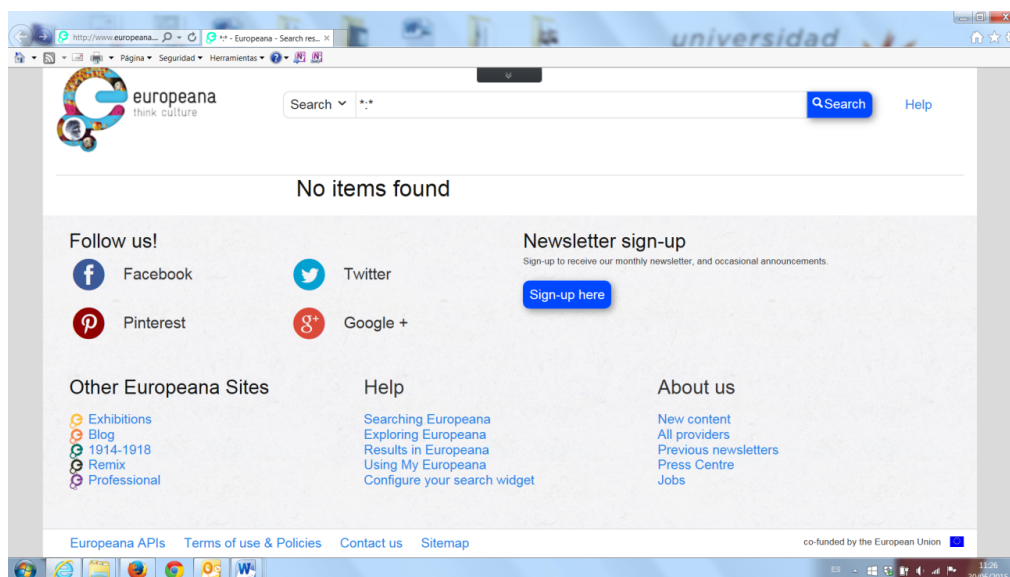 universidad
http://www.europeana...
*:* - Europeana - Search res...
Página Seguridad Herramientas
europeana
think culture
Search *:* Search Help
No items found
Follow us!
Facebook Twitter
Pinterest Google +
Newsletter sign-up
Sign-up to receive our monthly newsletter, and occasional announcements.
Sign-up here
Other Europeana Sites
Exhibitions
Blog
1914-1918
Remix
Professional
Help
Searching Europeana
Exploring Europeana
Results in Europeana
Using My Europeana
Configure your search widget
About us
New content
All providers
Previous newsletters
Press Centre
Jobs
Europeana APIs Terms of use & Policies Contact us Sitemap co-funded by the European Union
ES 11:26